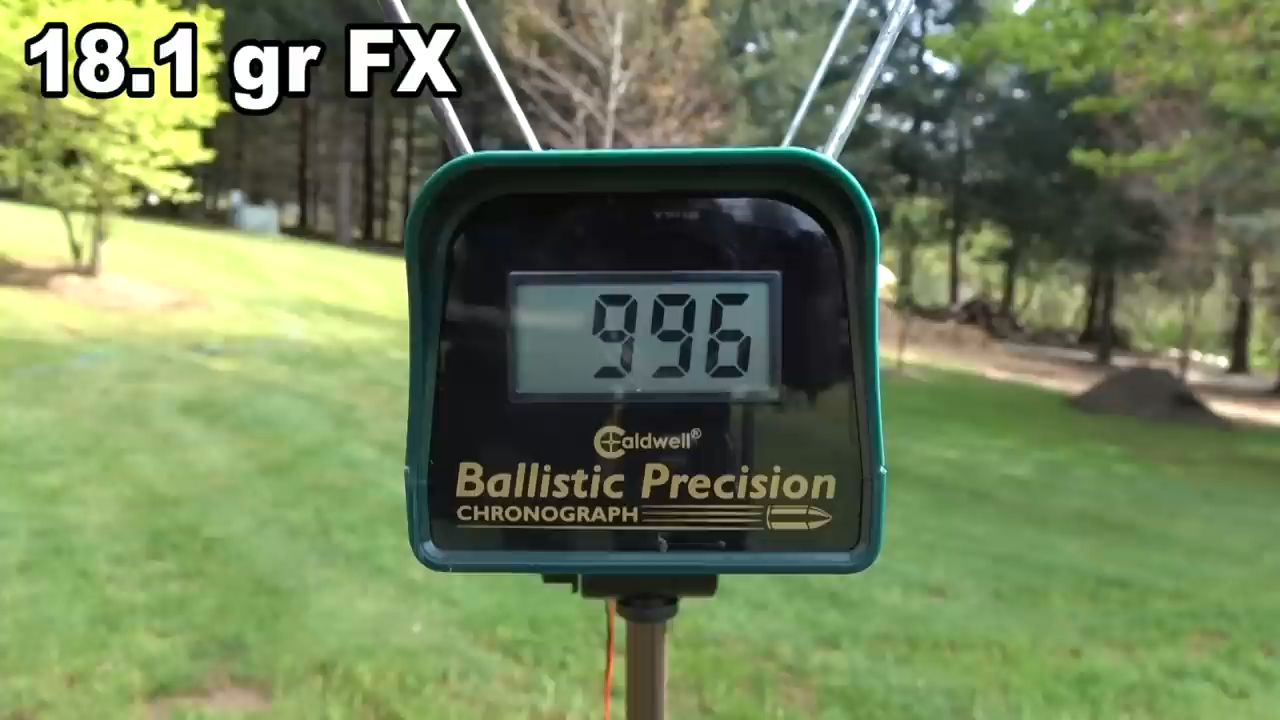 18.1 gr FX
996
Caldwell®
Ballistic Precision
CHRONOGRAPH